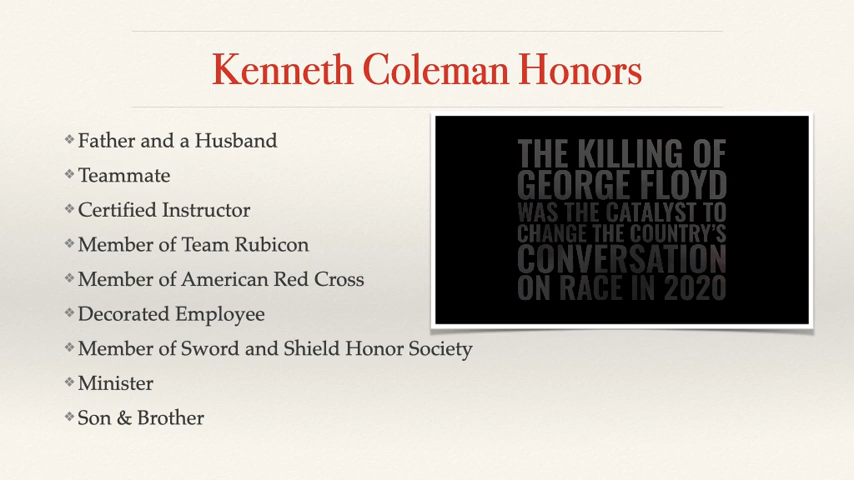 Kenneth Coleman Honors
Father and a Husband
Teammate
Certified Instructor
Member of Team Rubicon
Member of American Red Cross
Decorated Employee
Member of Sword and Shield Honor Society
Minister
Son & Brother
THE KILLING OF
GEORGE FLOYD
WAS THE CATALYST TO
CHANGE THE COUNTRY'S
CONVERSATION
ON RACE IN 2020